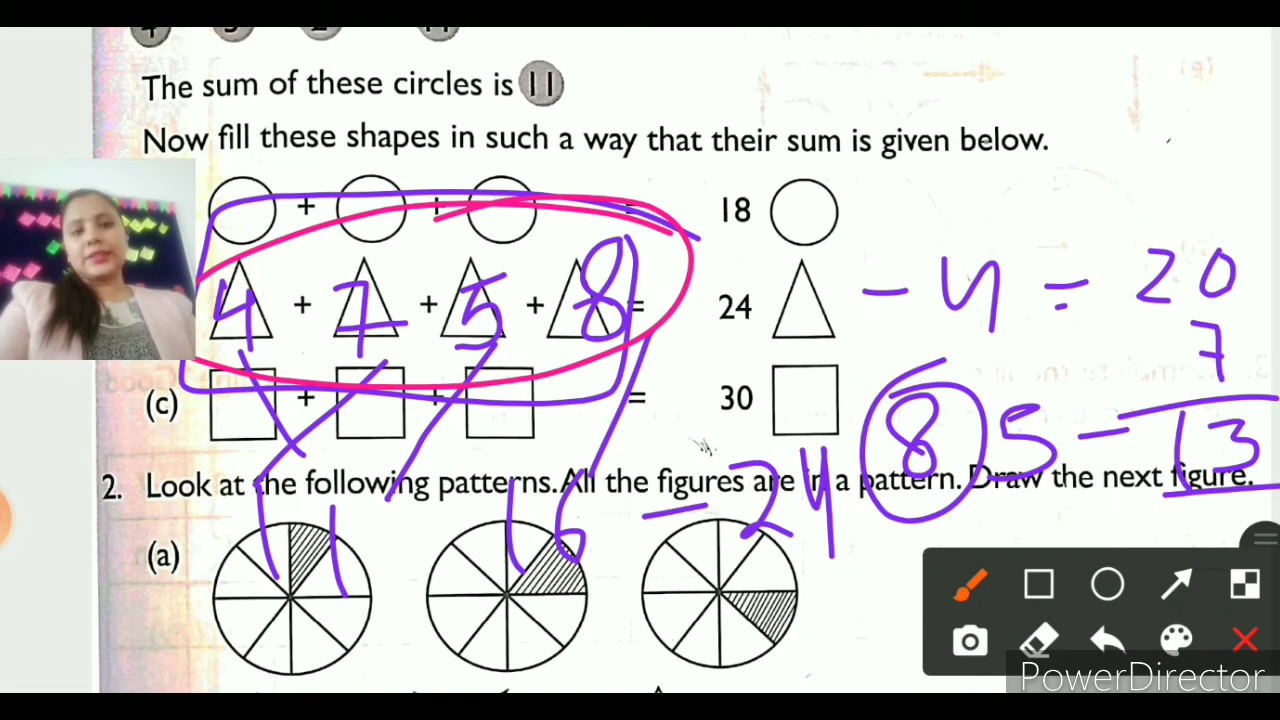 The sum of these circles is 11
Now fill these shapes in such a way that their sum is given below.
+ + = 18
4 + 7 + 5 + 8 = 24 - 4 = 20
7
(c) + + = 30
8 5 - 13
2. Look at the following patterns. All the figures are in a pattern. Draw the next figure.
11 16 - 24
(a)
PowerDirector